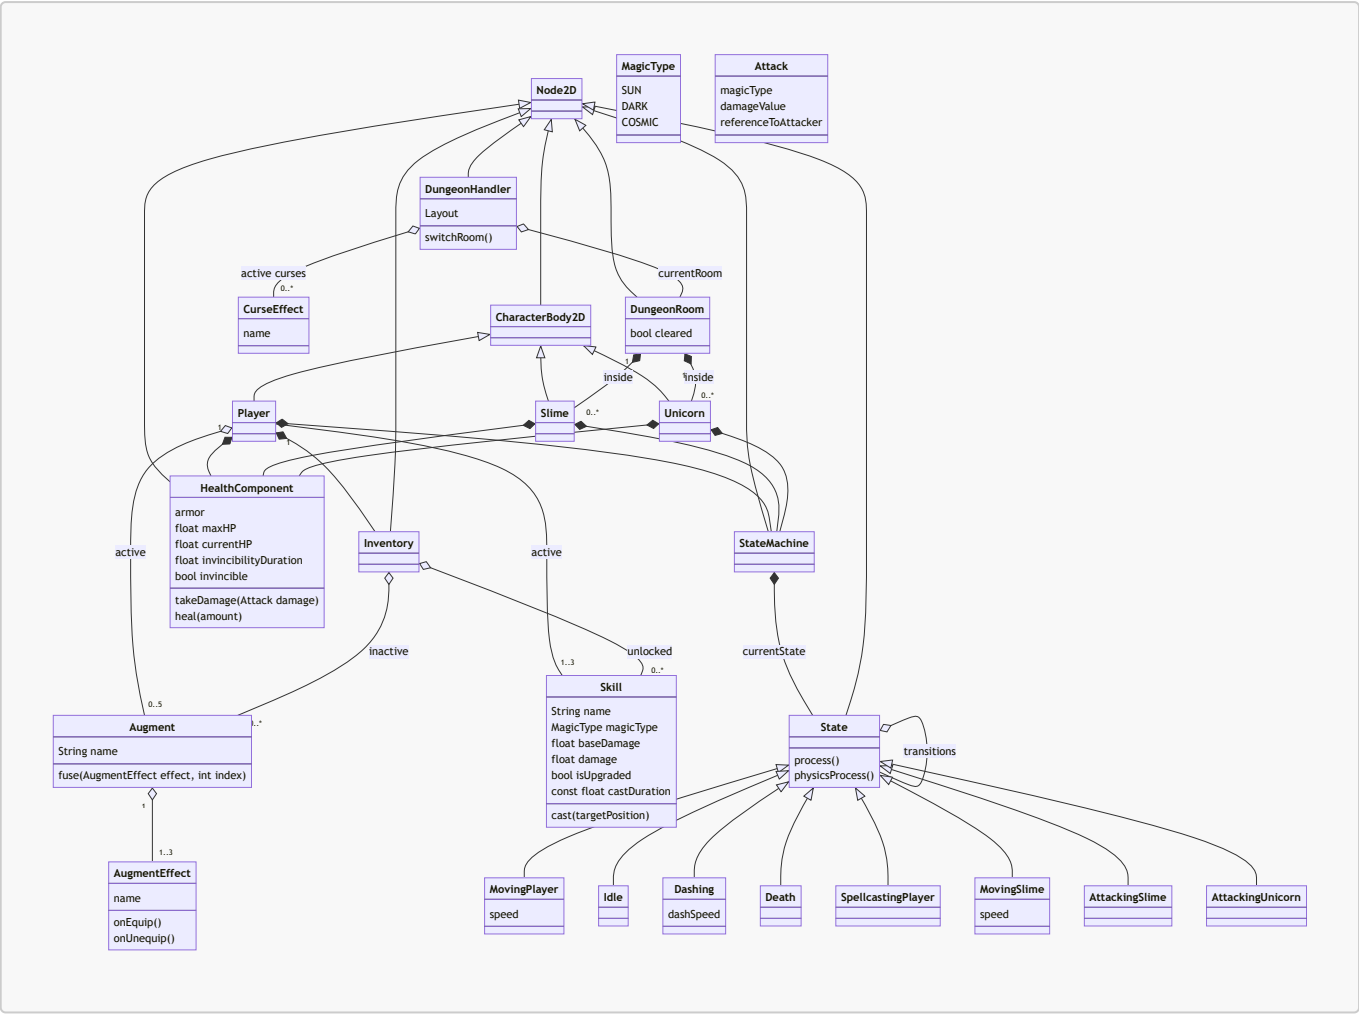 MagicType
SUN
DARK
COSMIC
Attack
magicType
damageValue
referenceToAttacker
Node2D
DungeonHandler
Layout
switchRoom()
active curses
0..*
currentRoom
CurseEffect
name
CharacterBody2D
DungeonRoom
bool cleared
1
inside
inside
0..*
0..*
Player
1
1
Slime
Unicorn
HealthComponent
armor
float maxHP
float currentHP
float invincibilityDuration
bool invincible
takeDamage(Attack damage)
heal(amount)
active
Inventory
active
StateMachine
inactive
unlocked
currentState
1..3
0..*
0..5
0..*
Augment
String name
fuse(AugmentEffect effect, int index)
1
1..3
AugmentEffect
name
onEquip()
onUnequip()
Skill
String name
MagicType magicType
float baseDamage
float damage
bool isUpgraded
const float castDuration
cast(targetPosition)
State
process()
physicsProcess()
transitions
MovingPlayer
speed
Idle
Dashing
dashSpeed
Death
SpellcastingPlayer
MovingSlime
speed
AttackingSlime
AttackingUnicorn